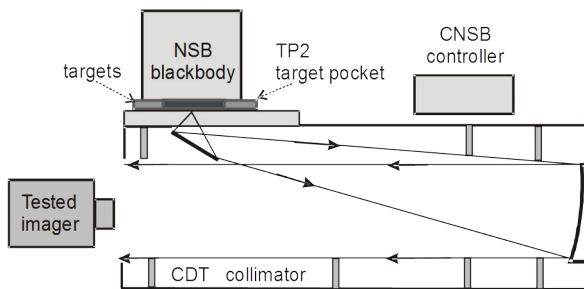 NSB
blackbody
targets
TP2
target pocket
CNSB
controller
Tested
imager
CDT collimator